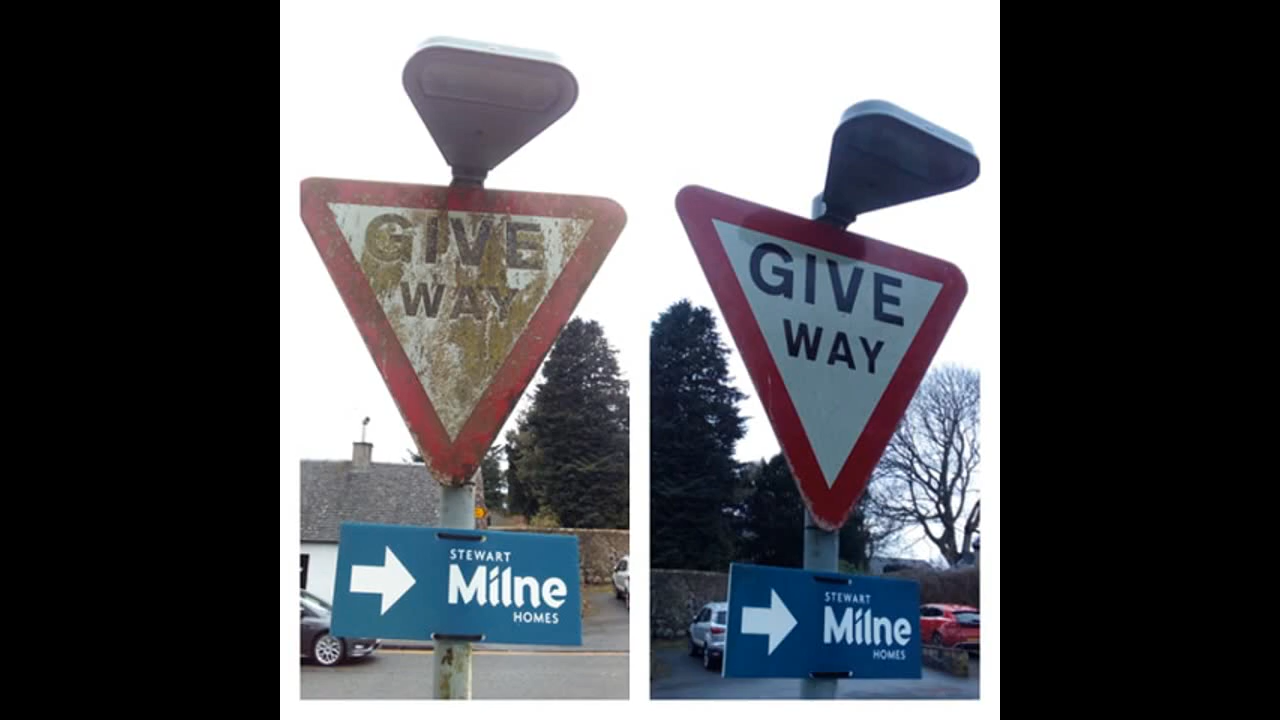 GIVE
WAY
STEWART
Milne
HOMES
GIVE
WAY
STEWART
Milne
HOMES